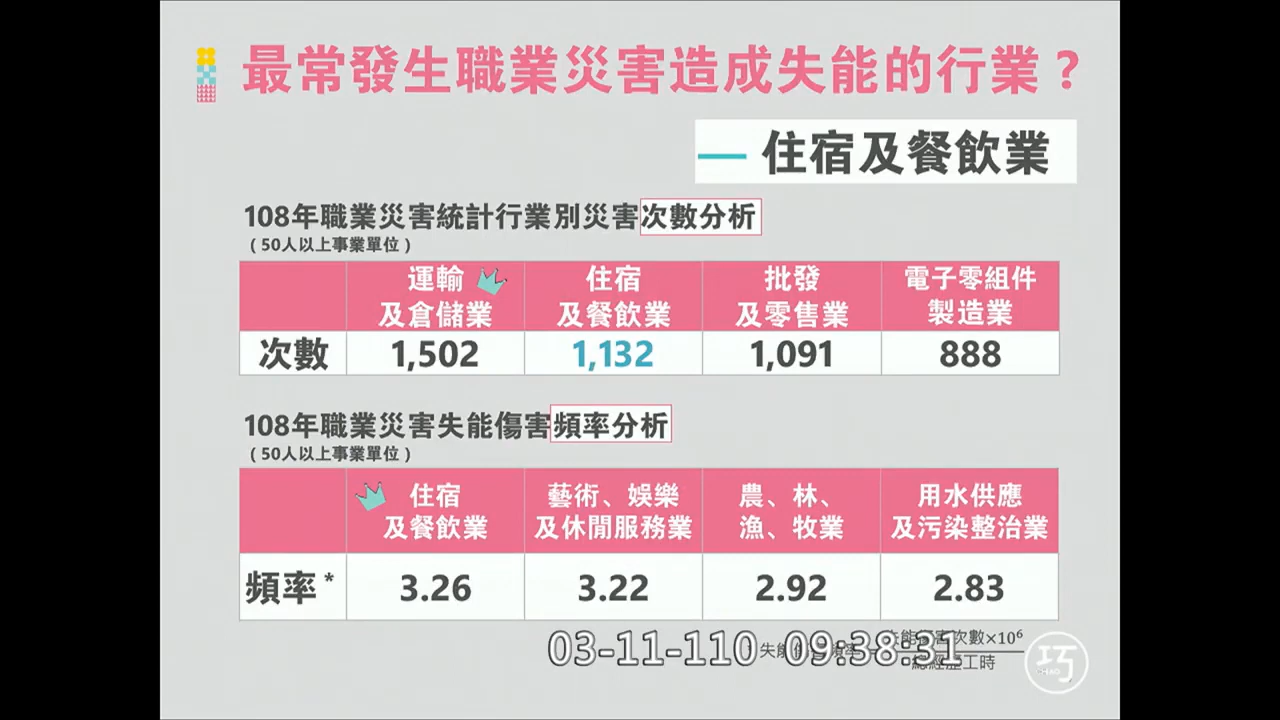 最常發生職業災害造成失能的行業？
住宿及餐飲業
108年職業災害統計行業別災害次數分析
（50人以上事業單位）
運輸及倉儲業 住宿及餐飲業 批發及零售業 電子零組件製造業
次數 1,502 1,132 1,091 888
108年職業災害失能傷害頻率分析
（50人以上事業單位）
住宿及餐飲業 藝術、娛樂及休閒服務業 農、林、漁、牧業 用水供應及污染整治業
頻率* 3.26 3.22 2.92 2.83
次數×10⁶
工時
03-11-110 09:38:31
巧